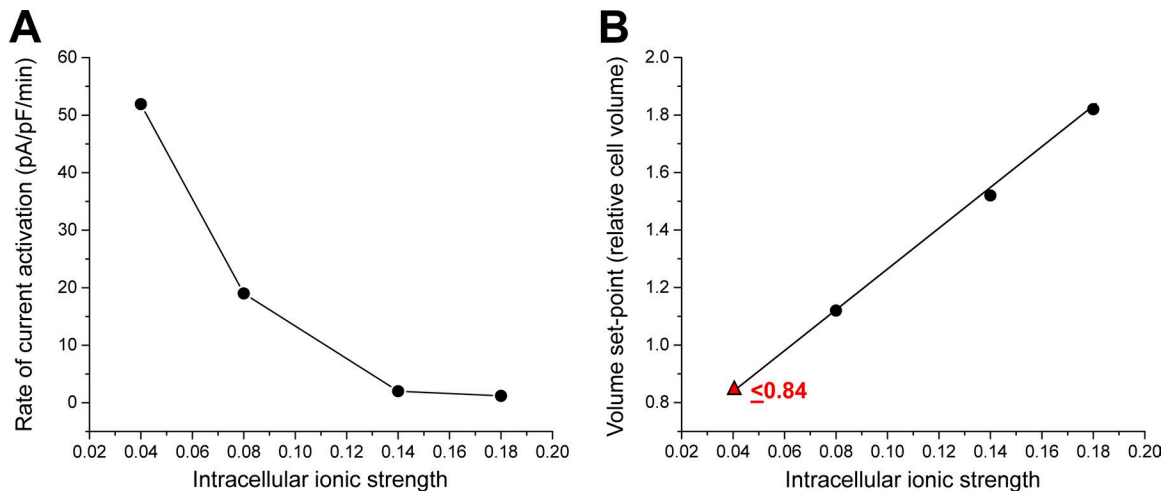 A
Rate of current activation (pA/pF/min)
60
50
40
30
20
10
0
0.02 0.04 0.06 0.08 0.10 0.12 0.14 0.16 0.18 0.20
Intracellular ionic strength
B
Volume set-point (relative cell volume)
2.0
1.8
1.6
1.4
1.2
1.0
0.8
≤0.84
0.02 0.04 0.06 0.08 0.10 0.12 0.14 0.16 0.18 0.20
Intracellular ionic strength